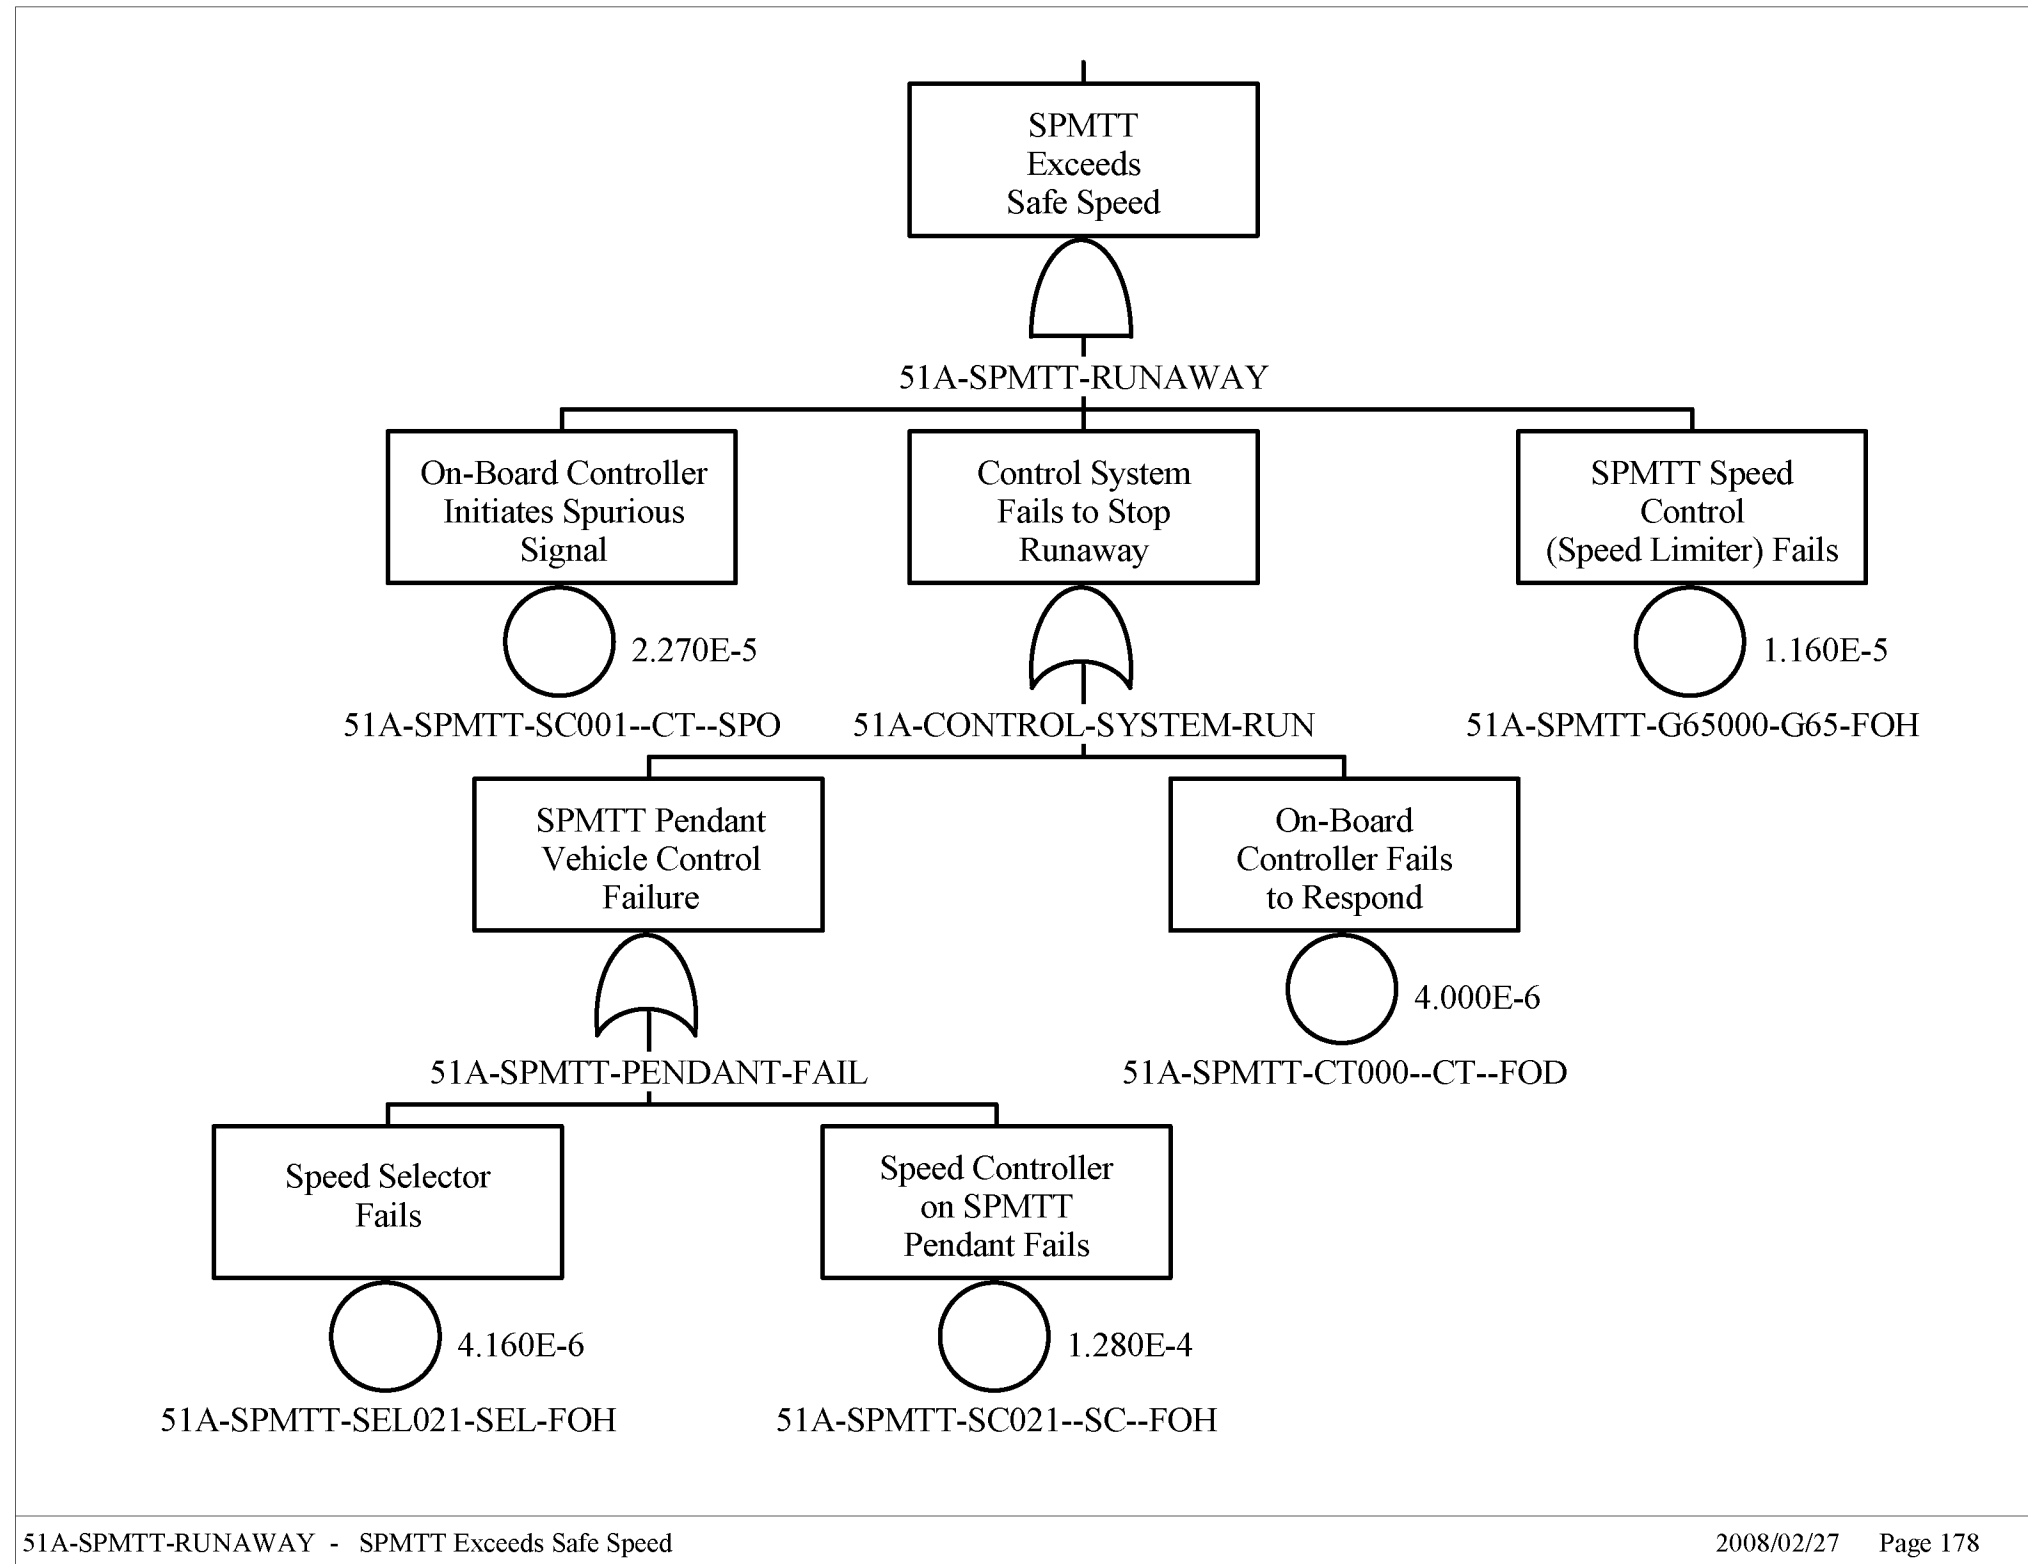 SPMTT
Exceeds
Safe Speed
51A-SPMTT-RUNAWAY
On-Board Controller
Initiates Spurious
Signal
2.270E-5
51A-SPMTT-SC001--CT--SPO
Control System
Fails to Stop
Runaway
51A-CONTROL-SYSTEM-RUN
SPMTT Speed
Control
(Speed Limiter) Fails
1.160E-5
51A-SPMTT-G65000-G65-FOH
SPMTT Pendant
Vehicle Control
Failure
51A-SPMTT-PENDANT-FAIL
On-Board
Controller Fails
to Respond
4.000E-6
51A-SPMTT-CT000--CT--FOD
Speed Selector
Fails
4.160E-6
51A-SPMTT-SEL021-SEL-FOH
Speed Controller
on SPMTT
Pendant Fails
1.280E-4
51A-SPMTT-SC021--SC--FOH
51A-SPMTT-RUNAWAY - SPMTT Exceeds Safe Speed
2008/02/27 Page 178